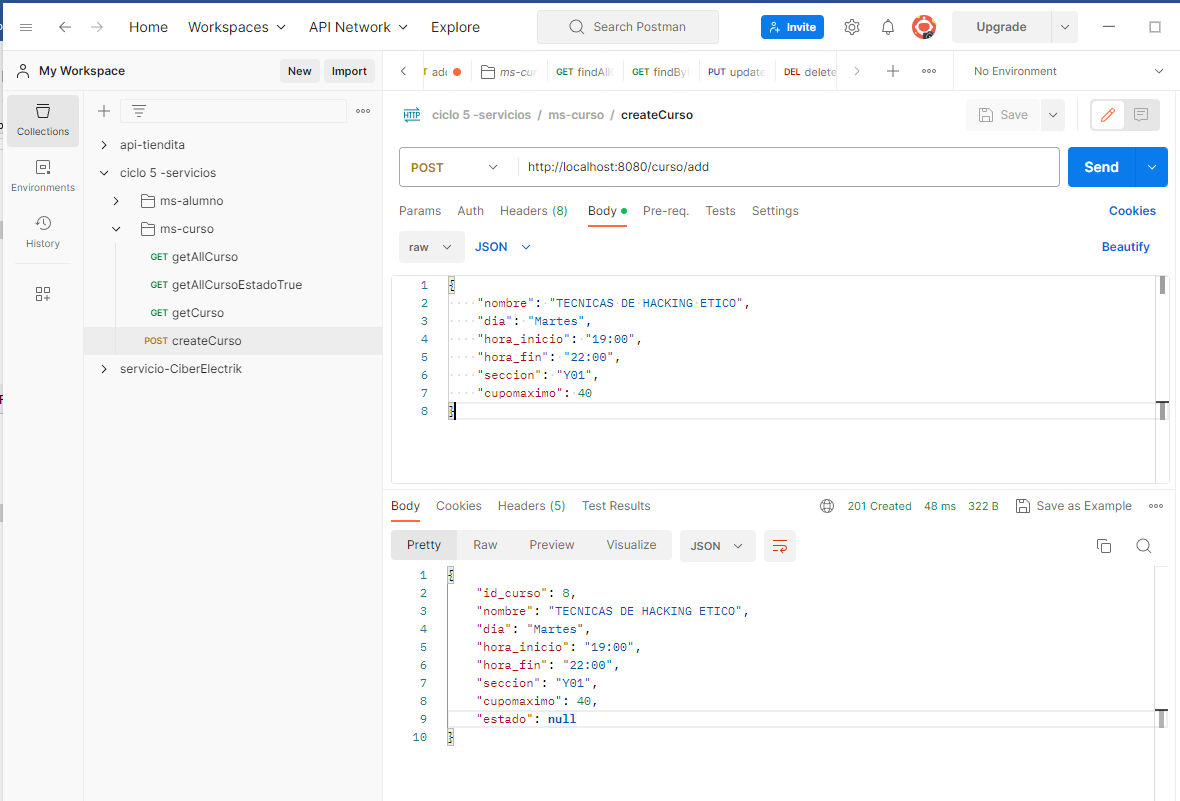 Home Workspaces API Network Explore Search Postman Invite Upgrade
My Workspace New Import
add ms-cur GET findAllK GET findBy PUT update DEL delete No Environment
Collections
Environments
History
api-tiendita
ciclo 5 -servicios
ms-alumno
ms-curso
GET getAllCurso
GET getAllCursoEstadoTrue
GET getCurso
POST createCurso
servicio-CiberElectrik
HTTP ciclo 5 -servicios / ms-curso / createCurso Save
POST http://localhost:8080/curso/add Send
Params Auth Headers (8) Body Pre-req. Tests Settings Cookies
raw JSON Beautify
1 {
2 "nombre": "TECNICAS DE HACKING ETICO",
3 "dia": "Martes",
4 "hora_inicio": "19:00",
5 "hora_fin": "22:00",
6 "seccion": "Y01",
7 "cupomaximo": 40
8 }
Body Cookies Headers (5) Test Results 201 Created 48 ms 322 B Save as Example
Pretty Raw Preview Visualize JSON
1 {
2 "id_curso": 8,
3 "nombre": "TECNICAS DE HACKING ETICO",
4 "dia": "Martes",
5 "hora_inicio": "19:00",
6 "hora_fin": "22:00",
7 "seccion": "Y01",
8 "cupomaximo": 40,
9 "estado": null
10 }